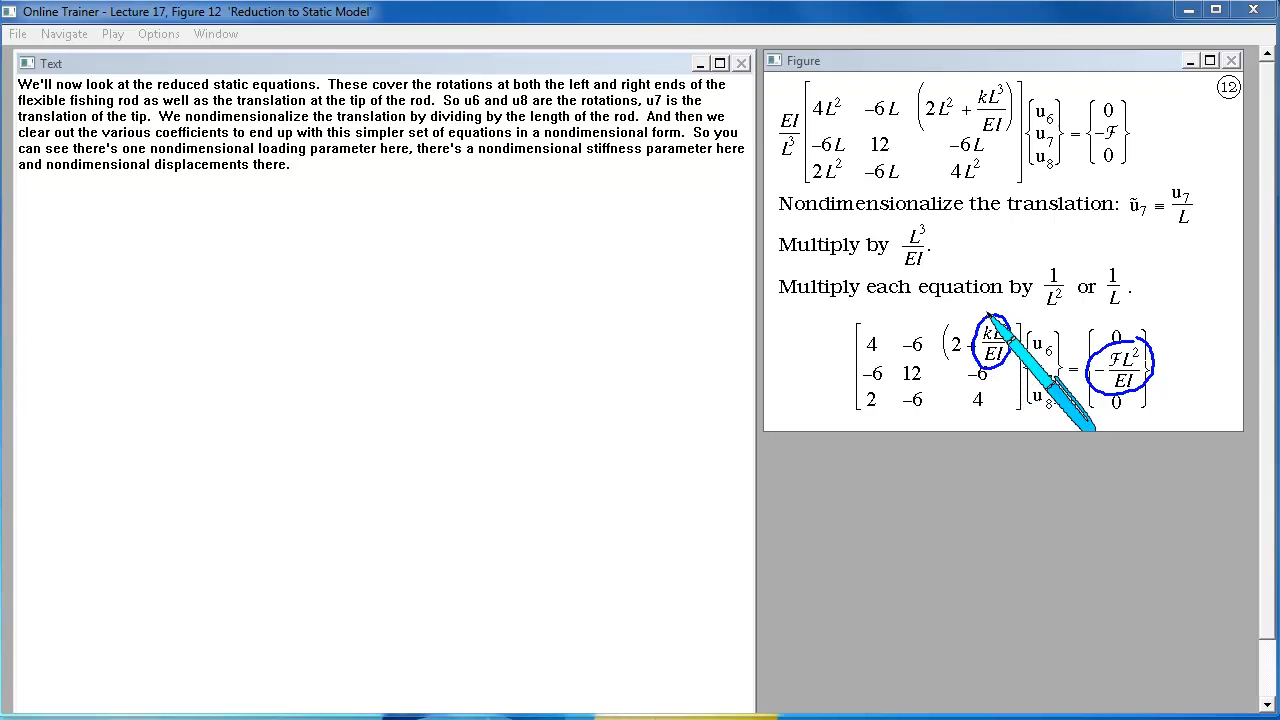 Online Trainer - Lecture 17, Figure 12 'Reduction to Static Model'
File Navigate Play Options Window
Text
We'll now look at the reduced static equations. These cover the rotations at both the left and right ends of the
flexible fishing rod as well as the translation at the tip of the rod. So u6 and u8 are the rotations, u7 is the
translation of the tip. We nondimensionalize the translation by dividing by the length of the rod. And then we
clear out the various coefficients to end up with this simpler set of equations in a nondimensional form. So you
can see there's one nondimensional loading parameter here, there's a nondimensional stiffness parameter here
and nondimensional displacements there.
Figure
12
EI/L³ [4L² −6L (2L² + kL³/EI) {u₆ {0
−6L 12 −6L u₇ = −ℱ
2L² −6L 4L²] u₈} 0}
Nondimensionalize the translation: ũ₇ ≡ u₇/L
Multiply by L³/EI.
Multiply each equation by 1/L² or 1/L .
[4 −6 (2 kL/EI {u₆ {0
−6 12 −6 = −ℱL²/EI
2 −6 4] u₈ 0}